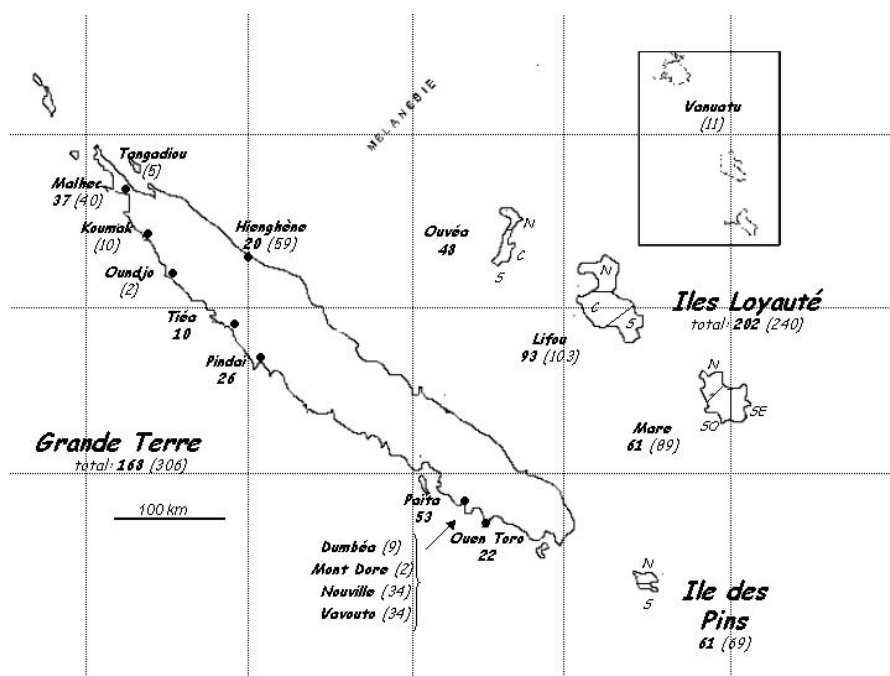 MELANESIE
Vanuatu
(11)
Tangadiou
(5)
Malhec
37 (40)
Koumak
(10)
Oundjo
(2)
Hienghène
20 (59)
Tiéa
10
Pindai
26
Ouvéa
48
N
C
S
N
C
S
Iles Loyauté
total: 202 (240)
Lifou
93 (103)
N
SO
SE
Mare
61 (89)
Grande Terre
total: 168 (306)
100 km
Païta
53
Ouen Toro
22
Dumbéa (9)
Mont Dore (2)
Nouville (34)
Vavouto (34)
N
S
Ile des
Pins
61 (69)